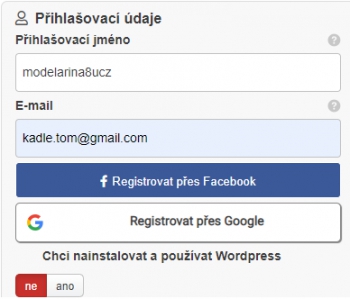 Přihlašovací údaje
Přihlašovací jméno
?
modelarina8ucz
E-mail
?
kadle.tom@gmail.com
f Registrovat přes Facebook
G Registrovat přes Google
Chci nainstalovat a používat Wordpress
ne ano